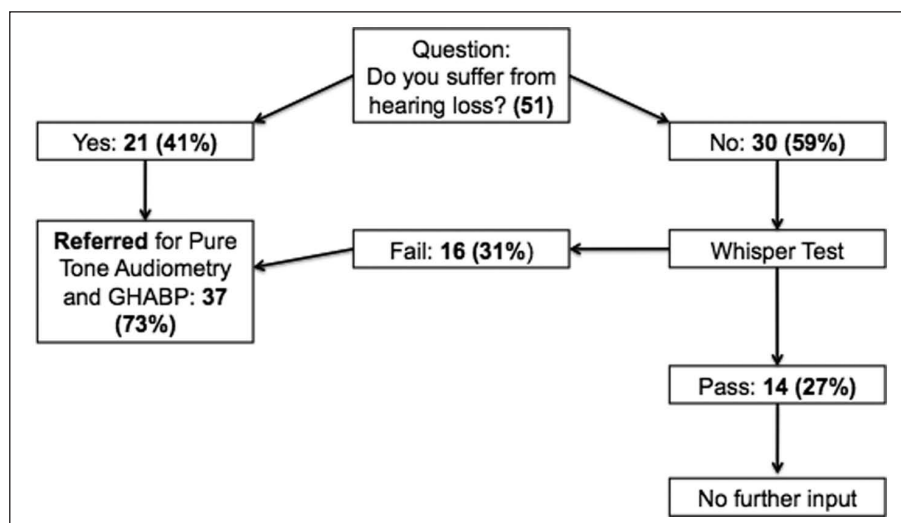 Question:
Do you suffer from
hearing loss? (51)
Yes: 21 (41%)
No: 30 (59%)
Referred for Pure
Tone Audiometry
and GHABP: 37
(73%)
Fail: 16 (31%)
Whisper Test
Pass: 14 (27%)
No further input